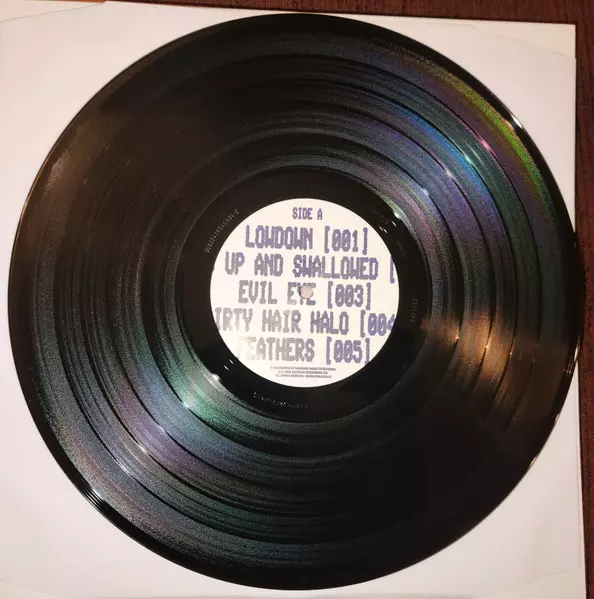 SIDE A
LOWDOWN [001]
UP AND SWALLOWED [
EVIL EYE [003]
IRTY HAIR HALO [004
FEATHERS [005]